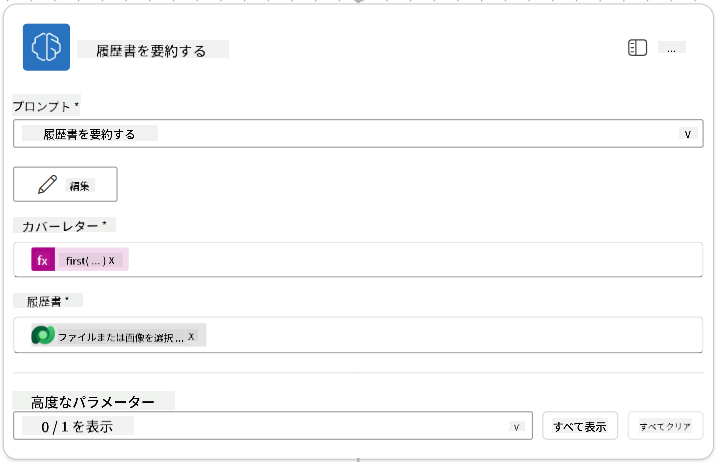 履歴書を要約する
...
プロンプト *
履歴書を要約する
編集
カバーレター *
fx first(...) X
履歴書 *
ファイルまたは画像を選択... X
高度なパラメーター
0 / 1 を表示
すべて表示
すべてクリア